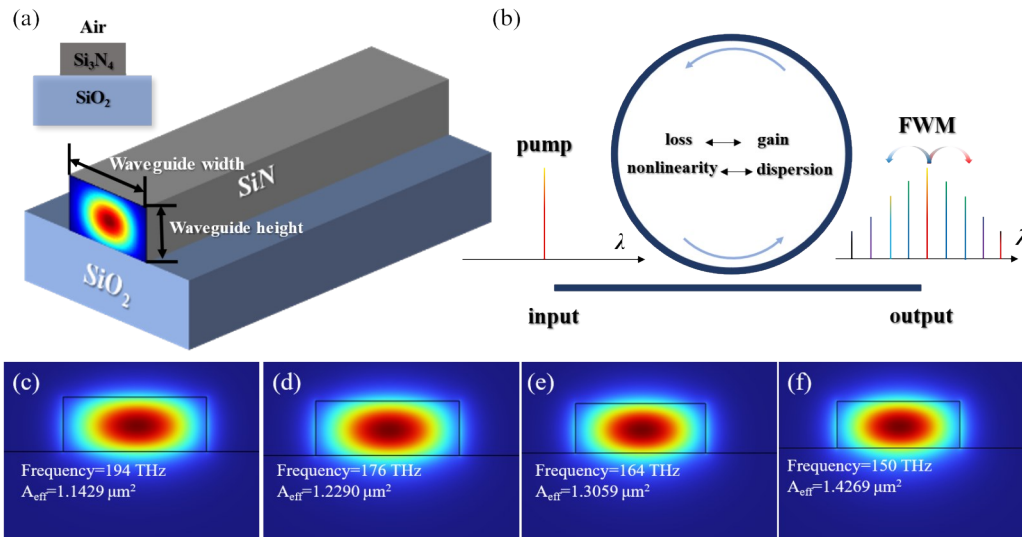 (a)
Air
Si₃N₄
SiO₂
Waveguide width
SiN
Waveguide height
SiO₂
(b)
pump
λ
input
loss
gain
nonlinearity
dispersion
FWM
λ
output
(c)
Frequency=194 THz
Aeff=1.1429 μm²
(d)
Frequency=176 THz
Aeff=1.2290 μm²
(e)
Frequency=164 THz
Aeff=1.3059 μm²
(f)
Frequency=150 THz
Aeff=1.4269 μm²